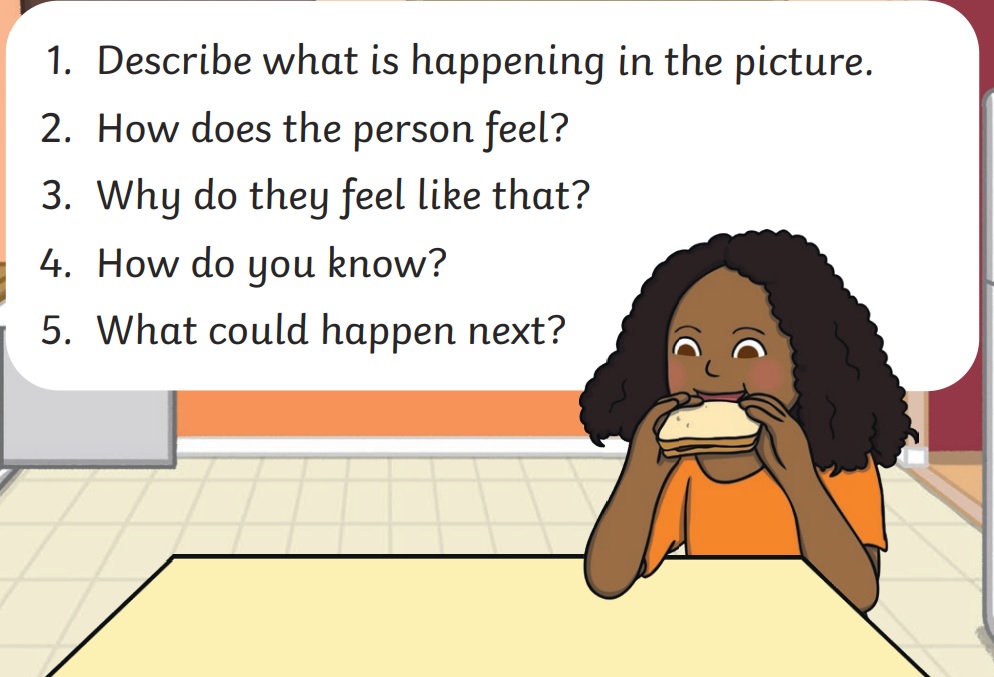 1. Describe what is happening in the picture.
2. How does the person feel?
3. Why do they feel like that?
4. How do you know?
5. What could happen next?